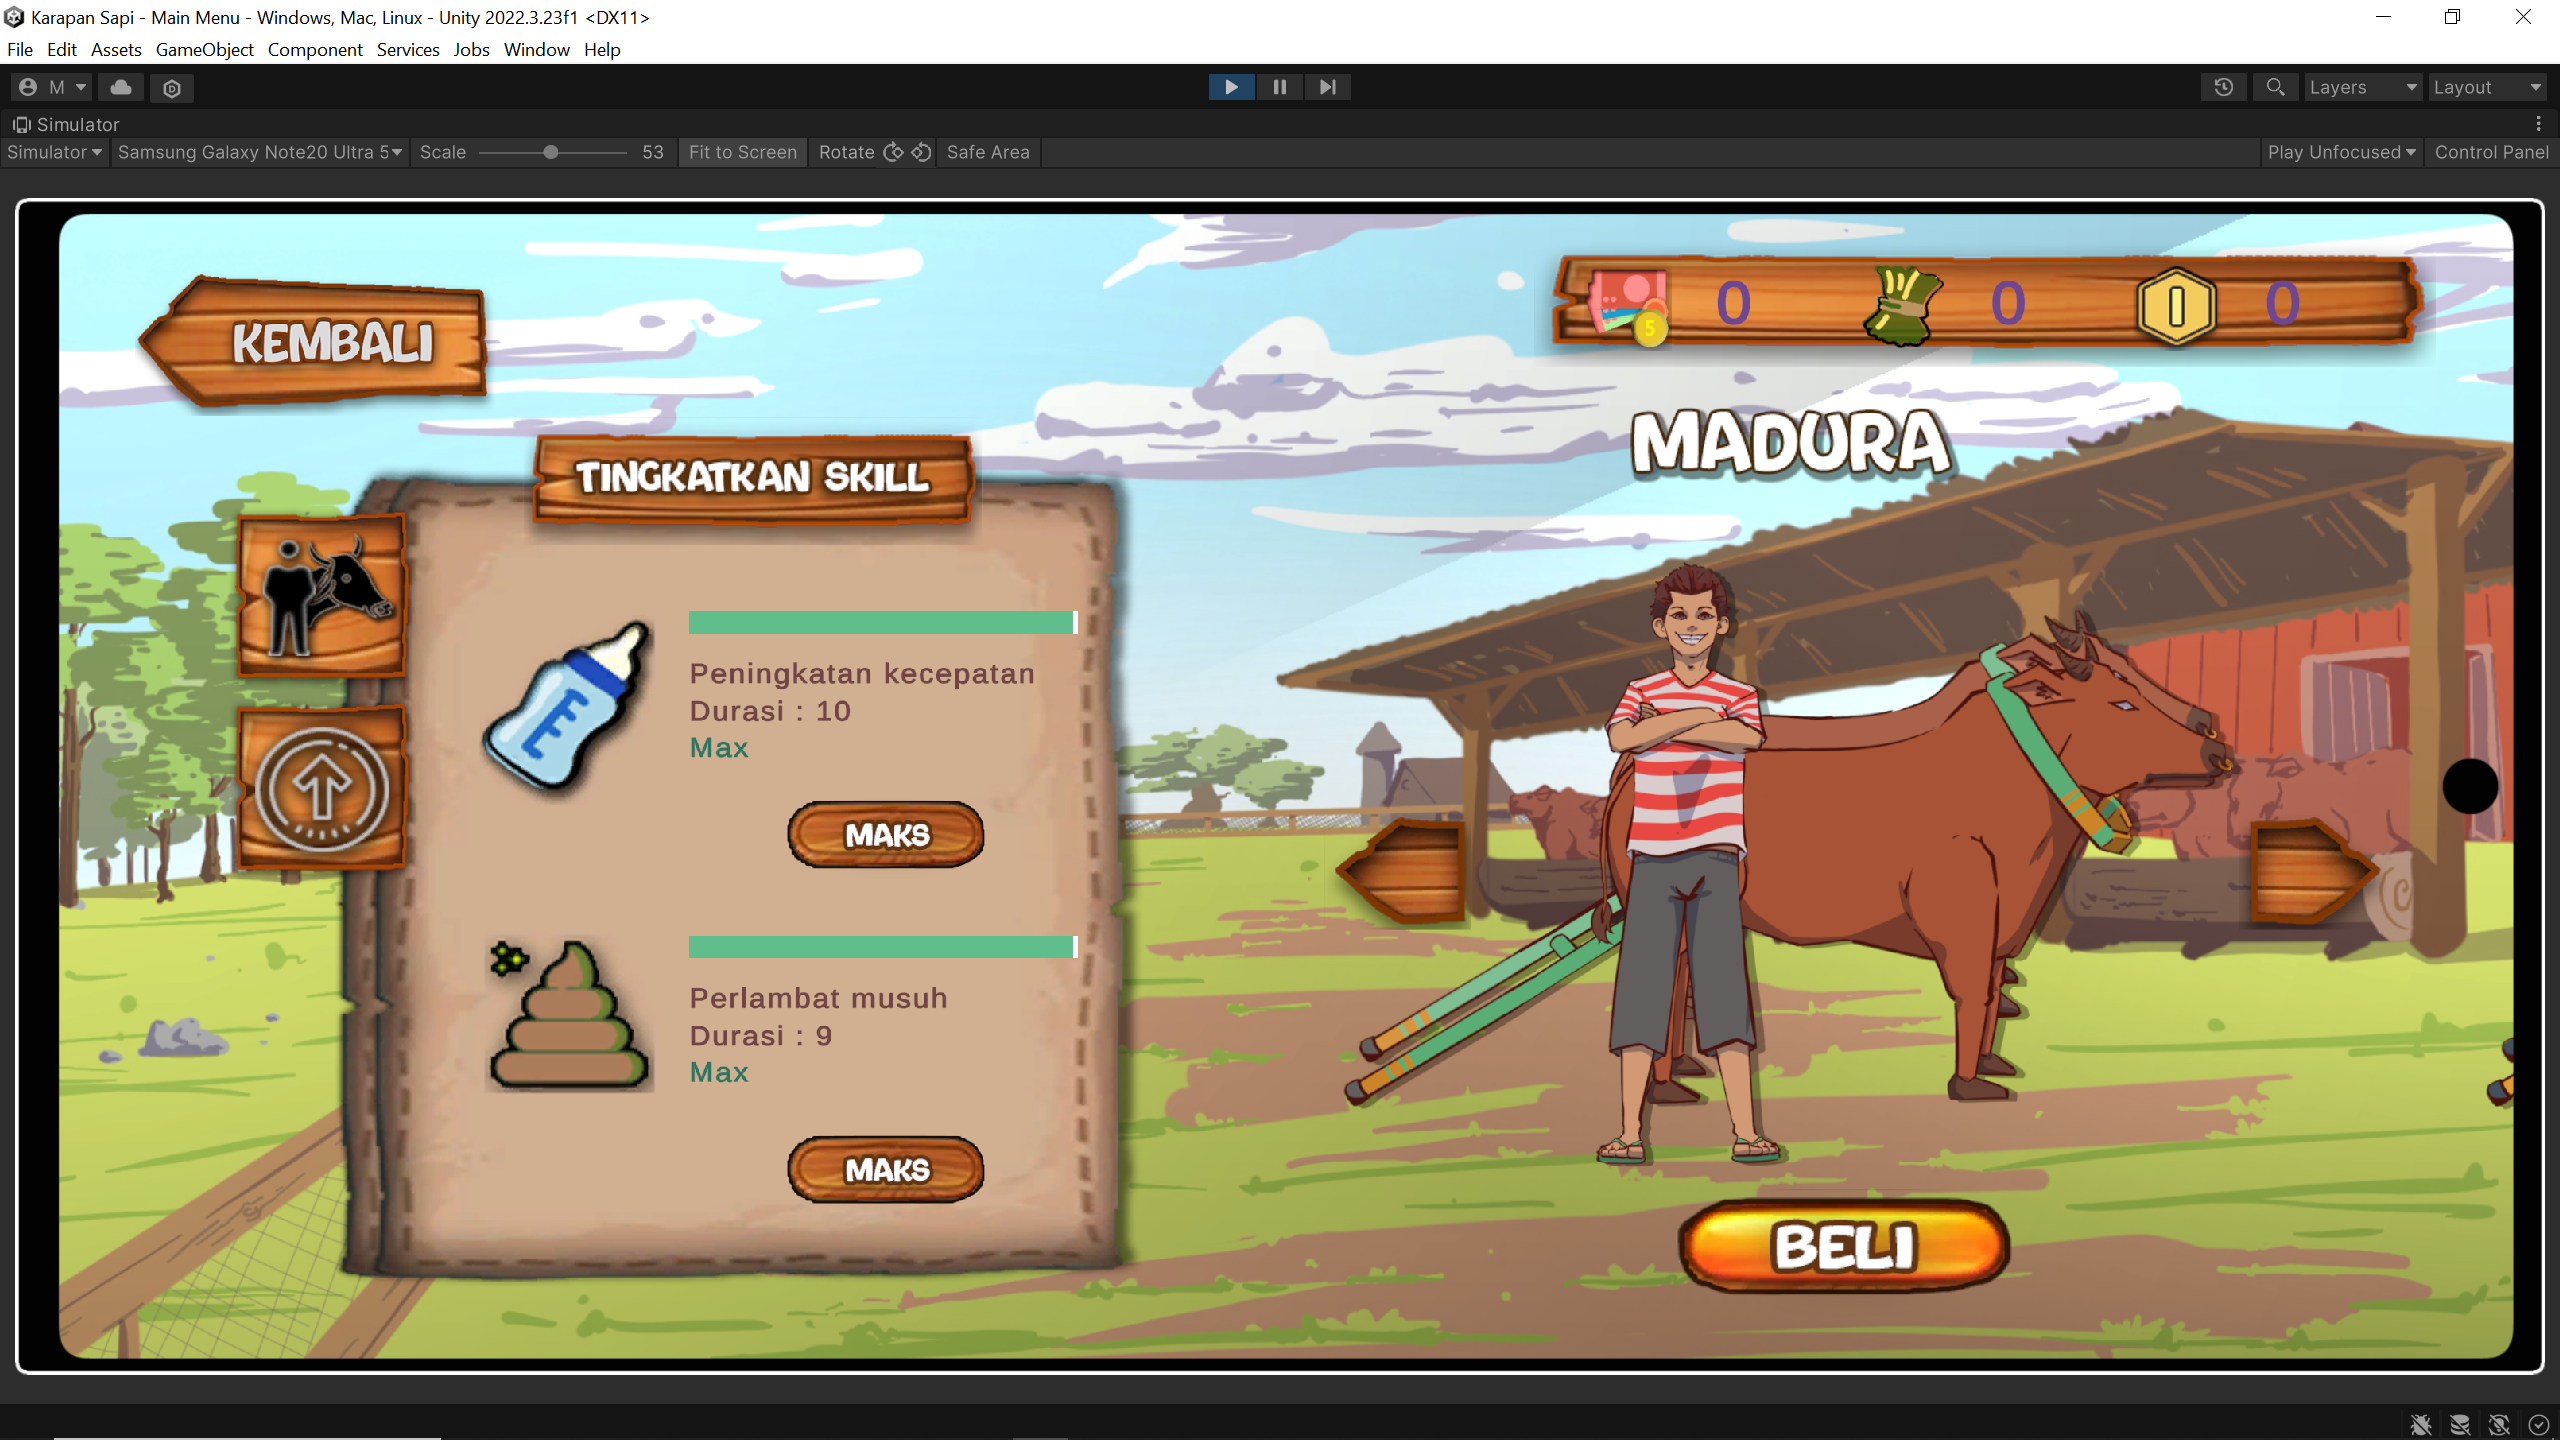 Karapan Sapi - Main Menu - Windows, Mac, Linux - Unity 2022.3.23f1 <DX11>
File Edit Assets GameObject Component Services Jobs Window Help
M
Layers
Layout
Simulator
Simulator
Samsung Galaxy Note20 Ultra 5
Scale
53
Fit to Screen
Rotate
Safe Area
Play Unfocused
Control Panel
KEMBALI
5
0
0
I
0
MADURA
TINGKATKAN SKILL
E
Peningkatan kecepatan
Durasi : 10
Max
MAKS
Perlambat musuh
Durasi : 9
Max
MAKS
BELI